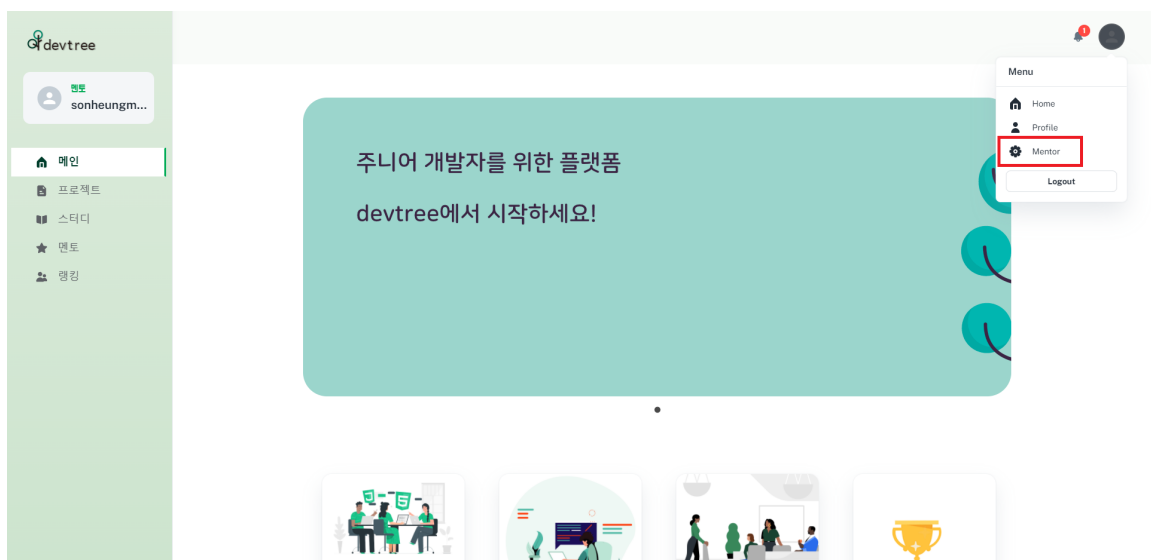 devtree
멘토
sonheungm...
메인
프로젝트
스터디
멘토
랭킹
주니어 개발자를 위한 플랫폼
devtree에서 시작하세요!
1
Menu
Home
Profile
Mentor
Logout